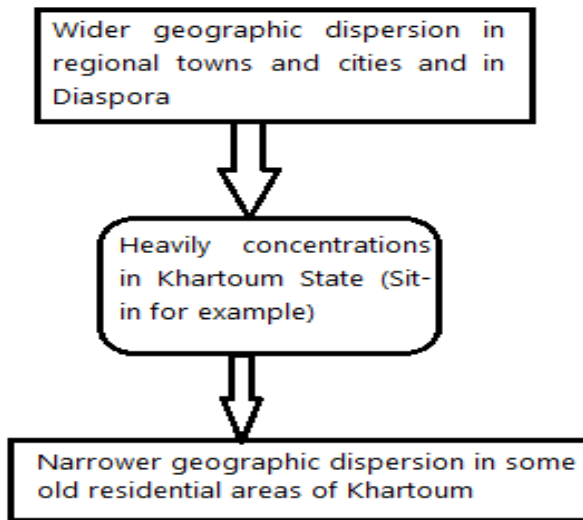 Wider geographic dispersion in
regional towns and cities and in
Diaspora
Heavily concentrations
in Khartoum State (Sit-
in for example)
Narrower geographic dispersion in some
old residential areas of Khartoum